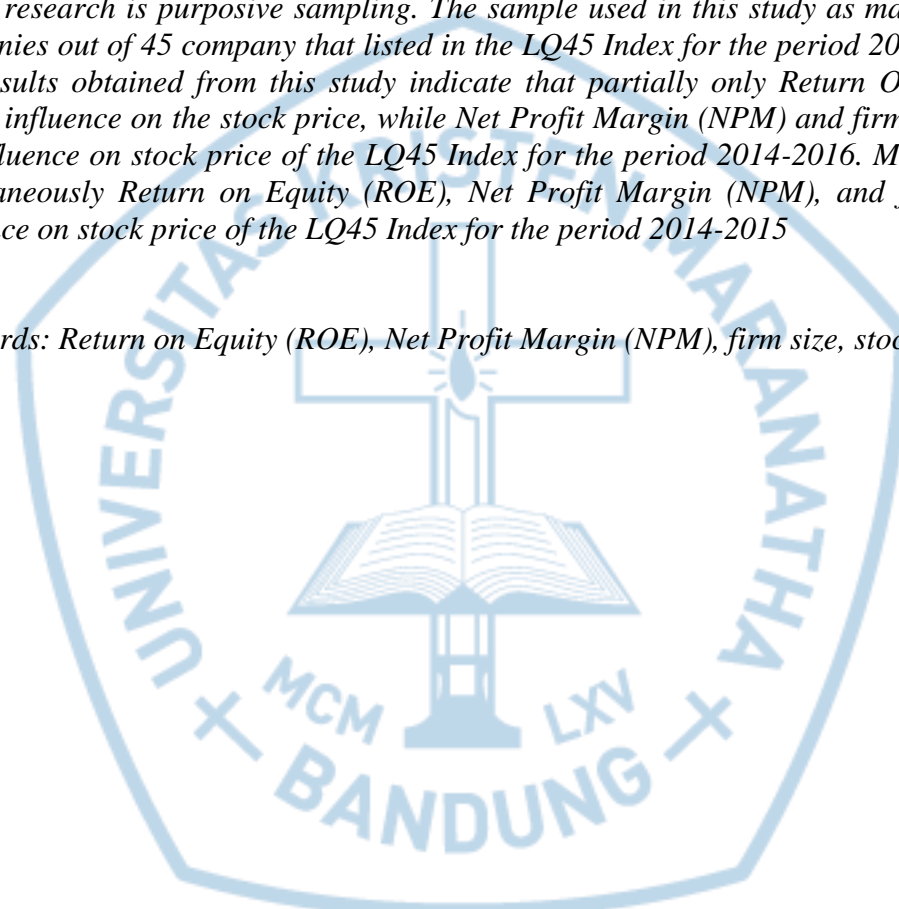 research is purposive sampling. The sample used in this study as ma
nies out of 45 company that listed in the LQ45 Index for the period 20
sults obtained from this study indicate that partially only Return O
influence on the stock price, while Net Profit Margin (NPM) and firm
fluence on stock price of the LQ45 Index for the period 2014-2016. M
aneously Return on Equity (ROE), Net Profit Margin (NPM), and
nce on stock price of the LQ45 Index for the period 2014-2015
rds: Return on Equity (ROE), Net Profit Margin (NPM), firm size, stoc
UNIVERSITAS KRISTEN MARANATHA
MCM LXV
BANDUNG